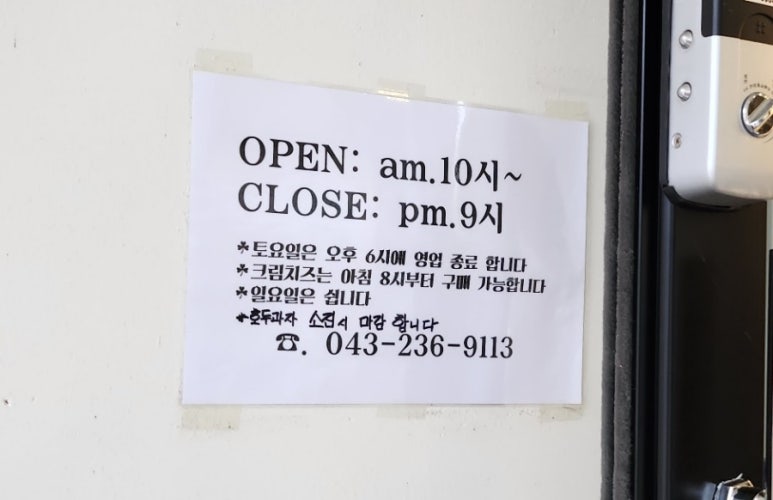 OPEN: am.10시~
CLOSE: pm.9시
☘토요일은 오후 6시에 영업 종료 합니다
☘크림치즈는 아침 8시부터 구매 가능합니다
☘일요일은 쉽니다
호두과자 소진시 마감 합니다
☎. 043-236-9113